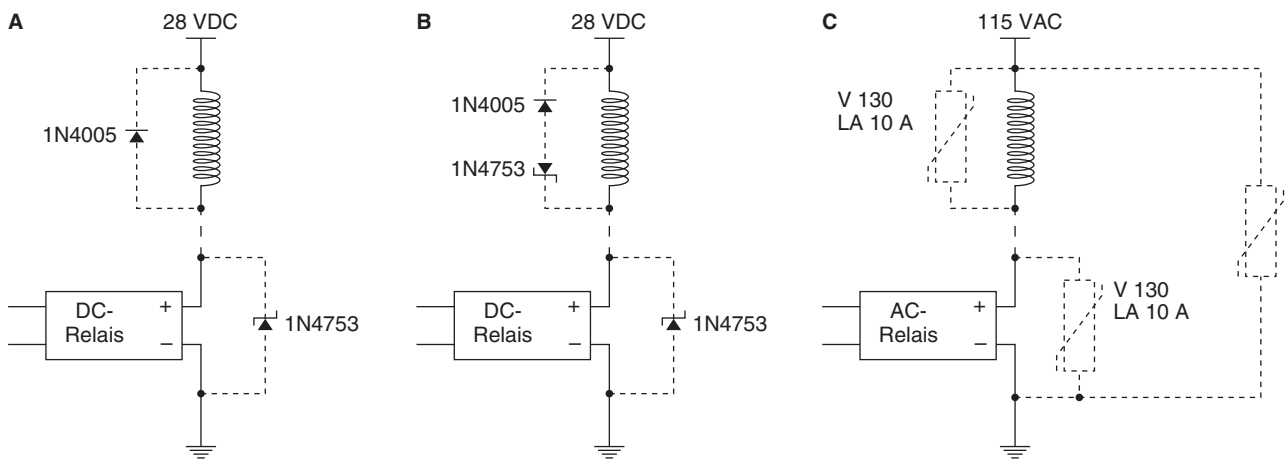 A
28 VDC
1N4005
DC-
Relais
+
–
1N4753
B
28 VDC
1N4005
1N4753
DC-
Relais
+
–
1N4753
C
115 VAC
V 130
LA 10 A
AC-
Relais
+
–
V 130
LA 10 A